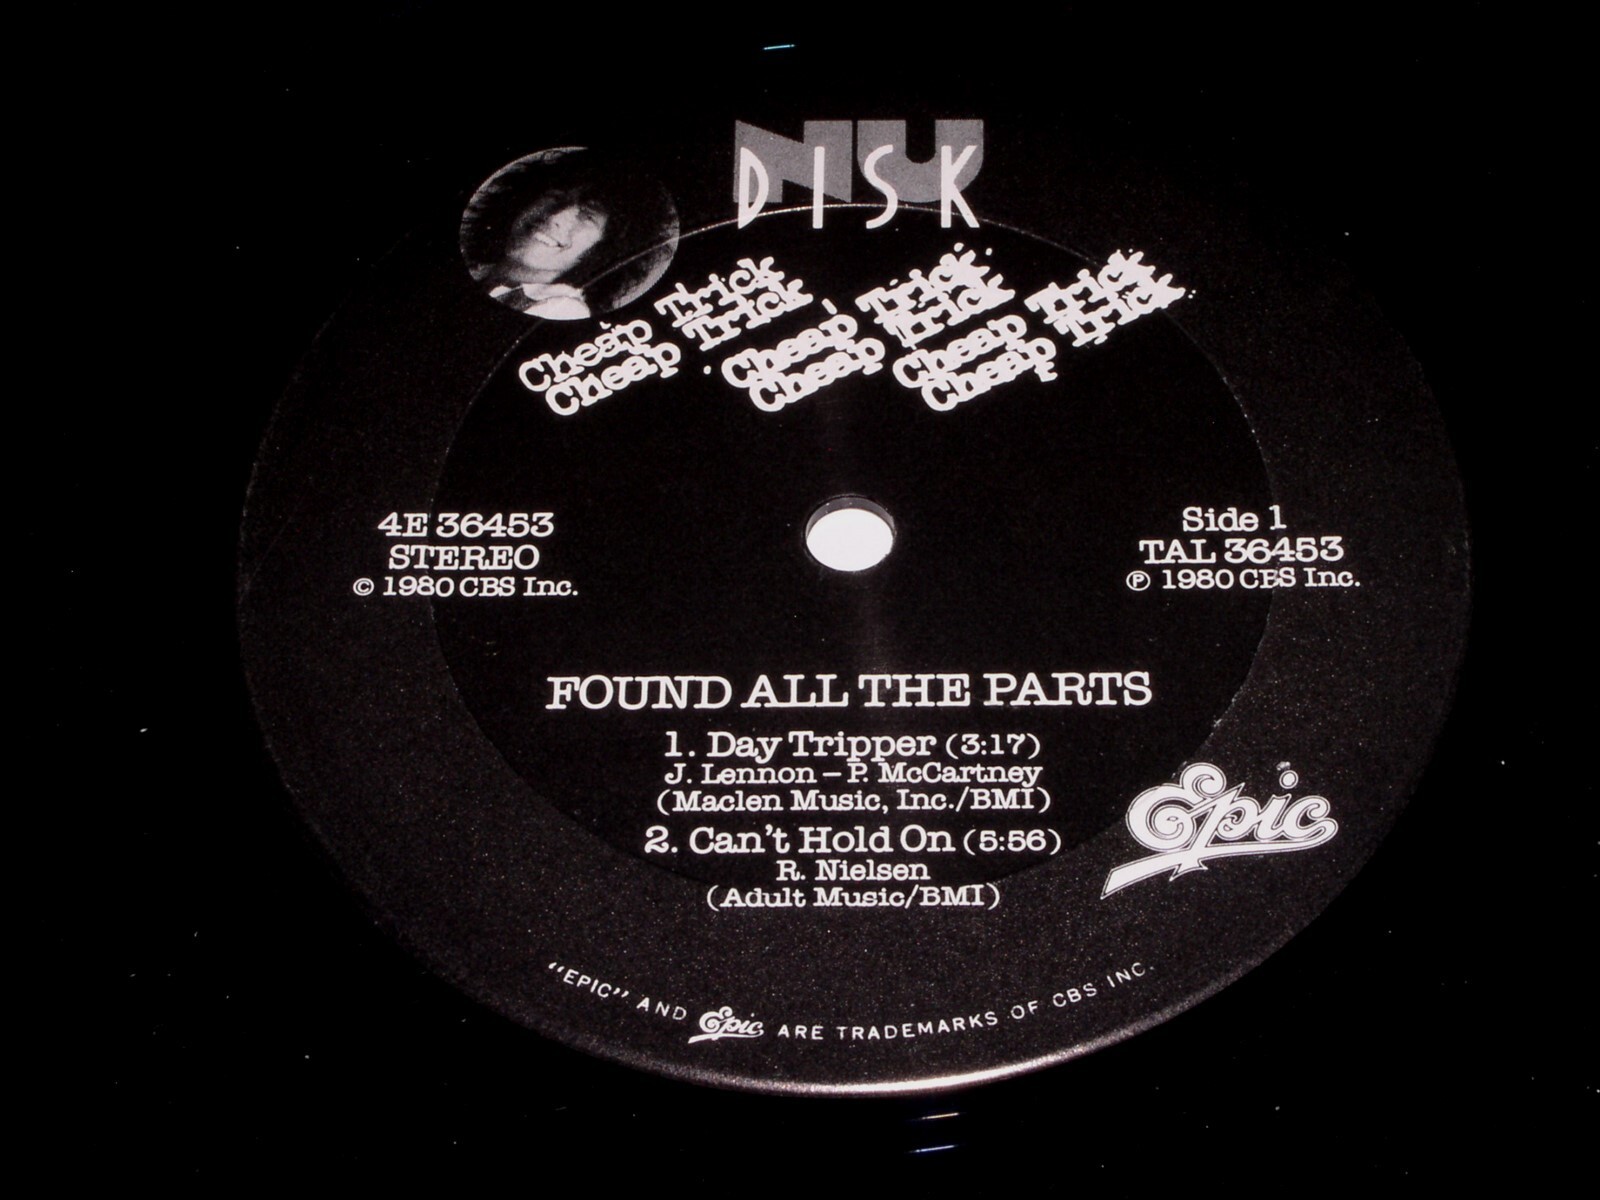 NU
DISK
Cheap Trick Cheap Trick Cheap Trick
Cheap Trick Cheap Trick Cheap Trick
4E 36453
STEREO
© 1980 CBS Inc.
Side 1
TAL 36453
℗ 1980 CBS Inc.
FOUND ALL THE PARTS
1. Day Tripper (3:17)
J. Lennon – P. McCartney
(Maclen Music, Inc./BMI)
2. Can't Hold On (5:56)
R. Nielsen
(Adult Music/BMI)
Epic
"EPIC" AND Epic ARE TRADEMARKS OF CBS INC.